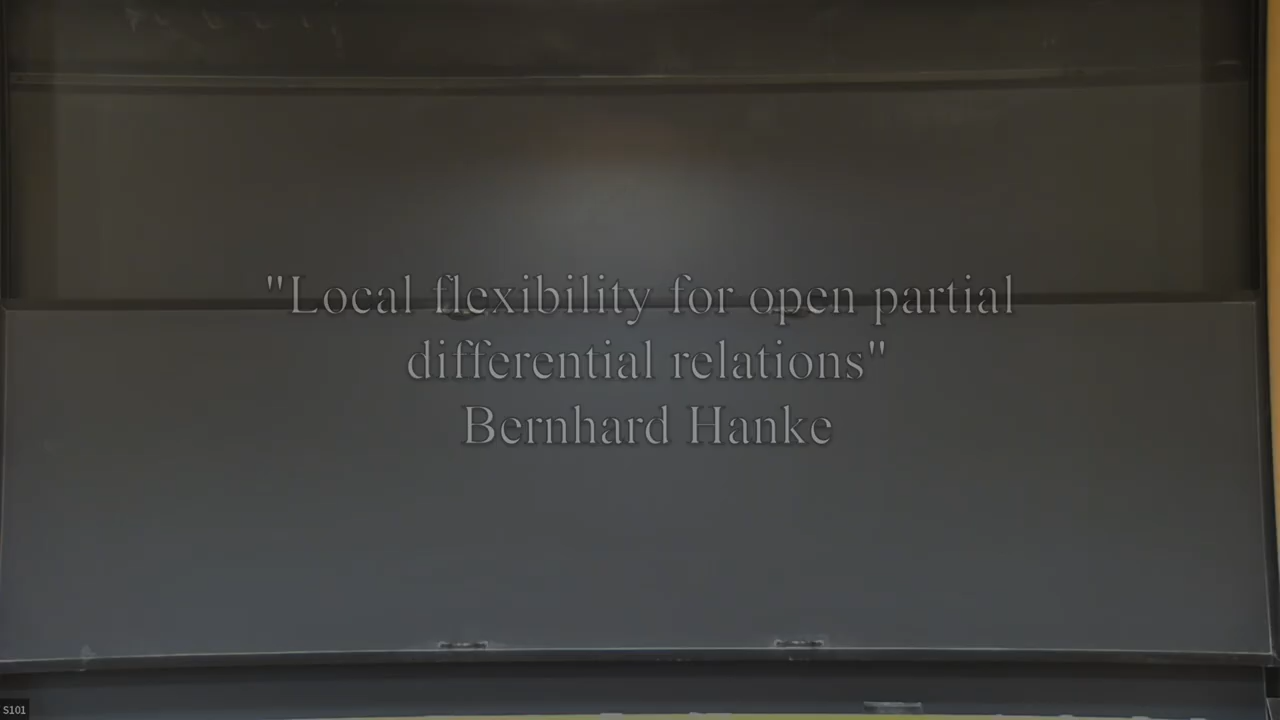 "Local flexibility for open partial
differential relations"
Bernhard Hanke
S101